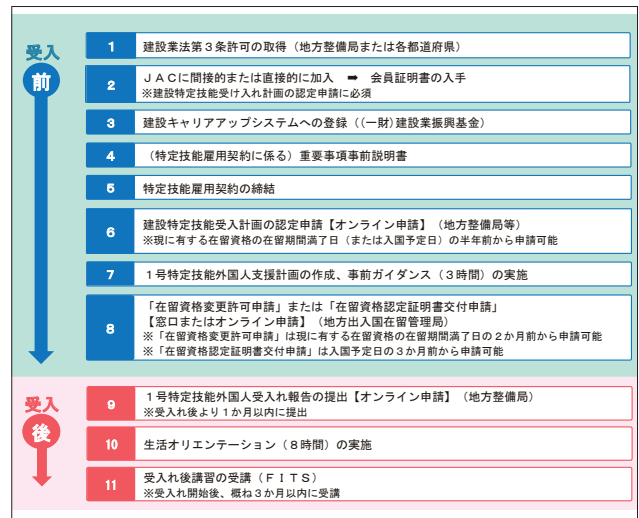 受入
前
1
建設業法第3条許可の取得（地方整備局または各都道府県）
2
ＪＡＣに間接的または直接的に加入　➡　会員証明書の入手
※建設特定技能受け入れ計画の認定申請に必須
3
建設キャリアアップシステムへの登録（(一財)建設業振興基金）
4
（特定技能雇用契約に係る）重要事項事前説明書
5
特定技能雇用契約の締結
6
建設特定技能受入計画の認定申請【オンライン申請】（地方整備局等）
※現に有する在留資格の在留期間満了日（または入国予定日）の半年前から申請可能
7
１号特定技能外国人支援計画の作成、事前ガイダンス（３時間）の実施
8
「在留資格変更許可申請」または「在留資格認定証明書交付申請」
【窓口またはオンライン申請】（地方出入国在留管理局）
※「在留資格変更許可申請」は現に有する在留資格の在留期間満了日の２か月前から申請可能
※「在留資格認定証明書交付申請」は入国予定日の３か月前から申請可能
受入
後
9
１号特定技能外国人受入れ報告の提出【オンライン申請】（地方整備局）
※受入れ後より１か月以内に提出
10
生活オリエンテーション（８時間）の実施
11
受入れ後講習の受講（ＦＩＴＳ）
※受入れ開始後、概ね３か月以内に受講